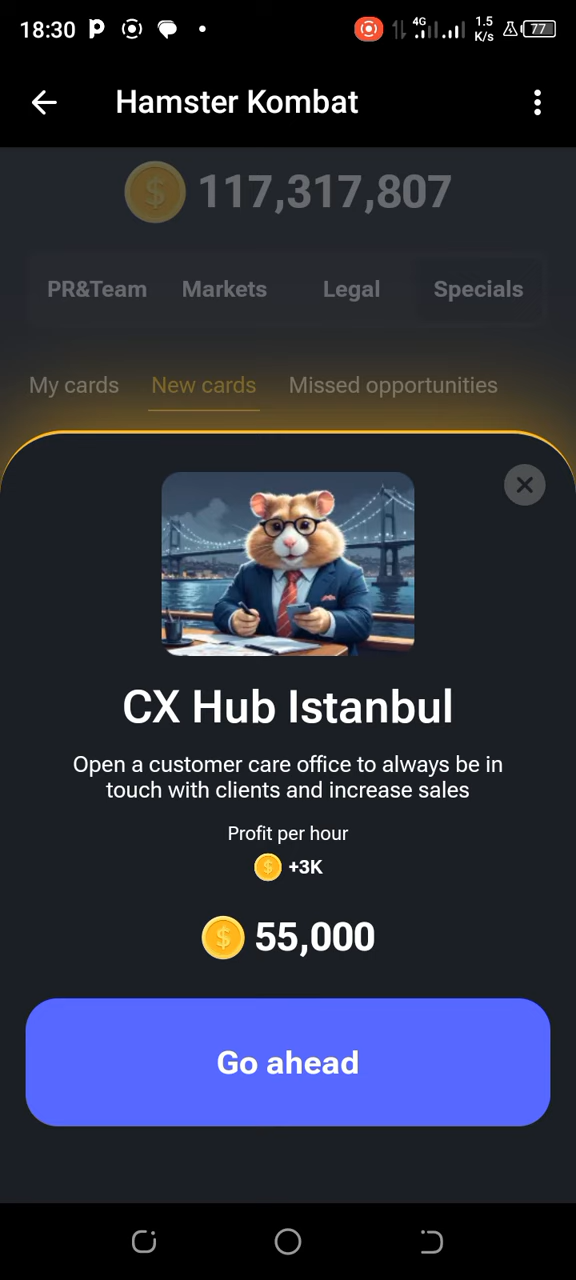 18:30 4G 1.5 K/s 77
Hamster Kombat
117,317,807
PR&Team Markets Legal Specials
My cards New cards Missed opportunities
CX Hub Istanbul
Open a customer care office to always be in
touch with clients and increase sales
Profit per hour
+3K
55,000
Go ahead